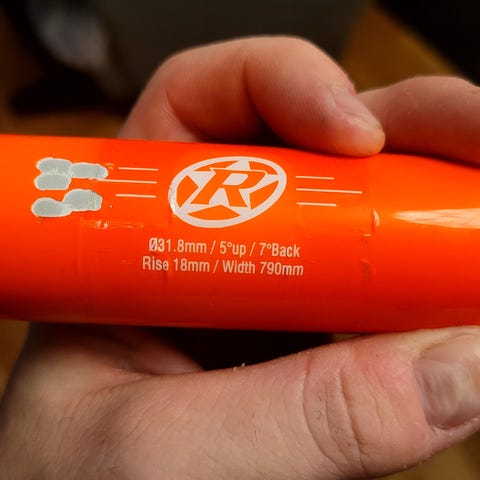 R
Ø31.8mm / 5°up / 7°Back
Rise 18mm / Width 790mm